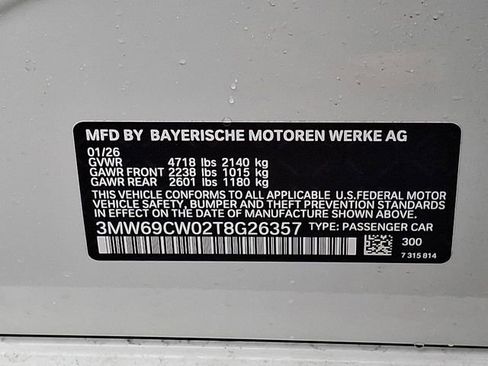 MFD BY BAYERISCHE MOTOREN WERKE AG
01/26
GVWR 4718 lbs 2140 kg
GAWR FRONT 2238 lbs 1015 kg
GAWR REAR 2601 lbs 1180 kg
THIS VEHICLE CONFORMS TO ALL APPLICABLE U.S.FEDERAL MOTOR
VEHICLE SAFETY, BUMPER,AND THEFT PREVENTION STANDARDS
IN EFFECT ON THE DATE OF MANUFACTURE SHOWN ABOVE.
3MW69CW02T8G26357 TYPE: PASSENGER CAR
300
7 315 814